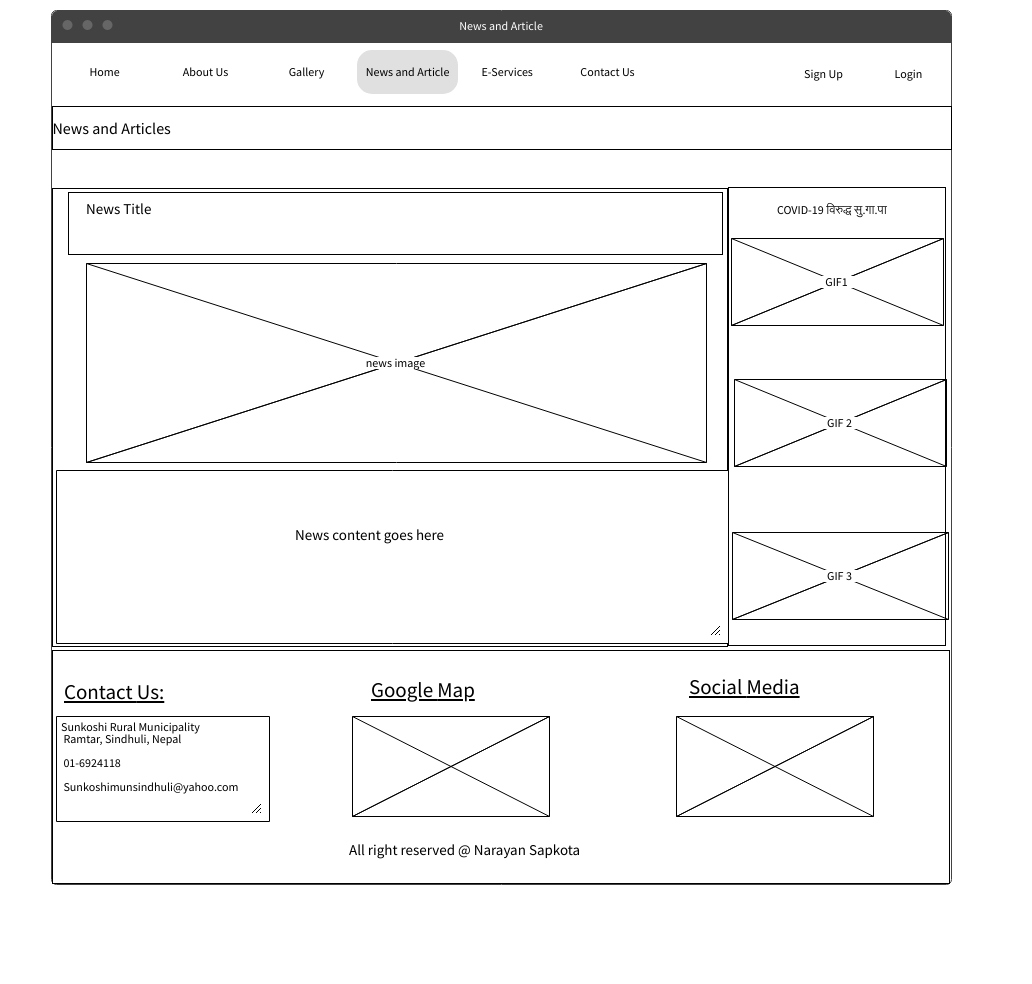 News and Article
Home
About Us
Gallery
News and Article
E-Services
Contact Us
Sign Up
Login
News and Articles
News Title
news image
News content goes here
COVID-19 विरुद्ध सु.गा.पा
GIF1
GIF 2
GIF 3
Contact Us:
Sunkoshi Rural Municipality
Ramtar, Sindhuli, Nepal
01-6924118
Sunkoshimunsindhuli@yahoo.com
Google Map
Social Media
All right reserved @ Narayan Sapkota